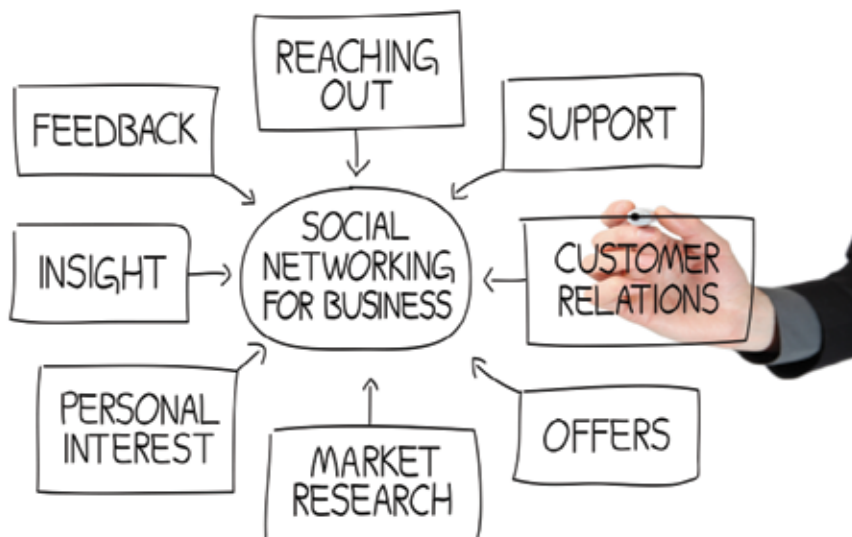 REACHING
OUT
FEEDBACK
SUPPORT
INSIGHT
SOCIAL
NETWORKING
FOR BUSINESS
CUSTOMER
RELATIONS
PERSONAL
INTEREST
MARKET
RESEARCH
OFFERS